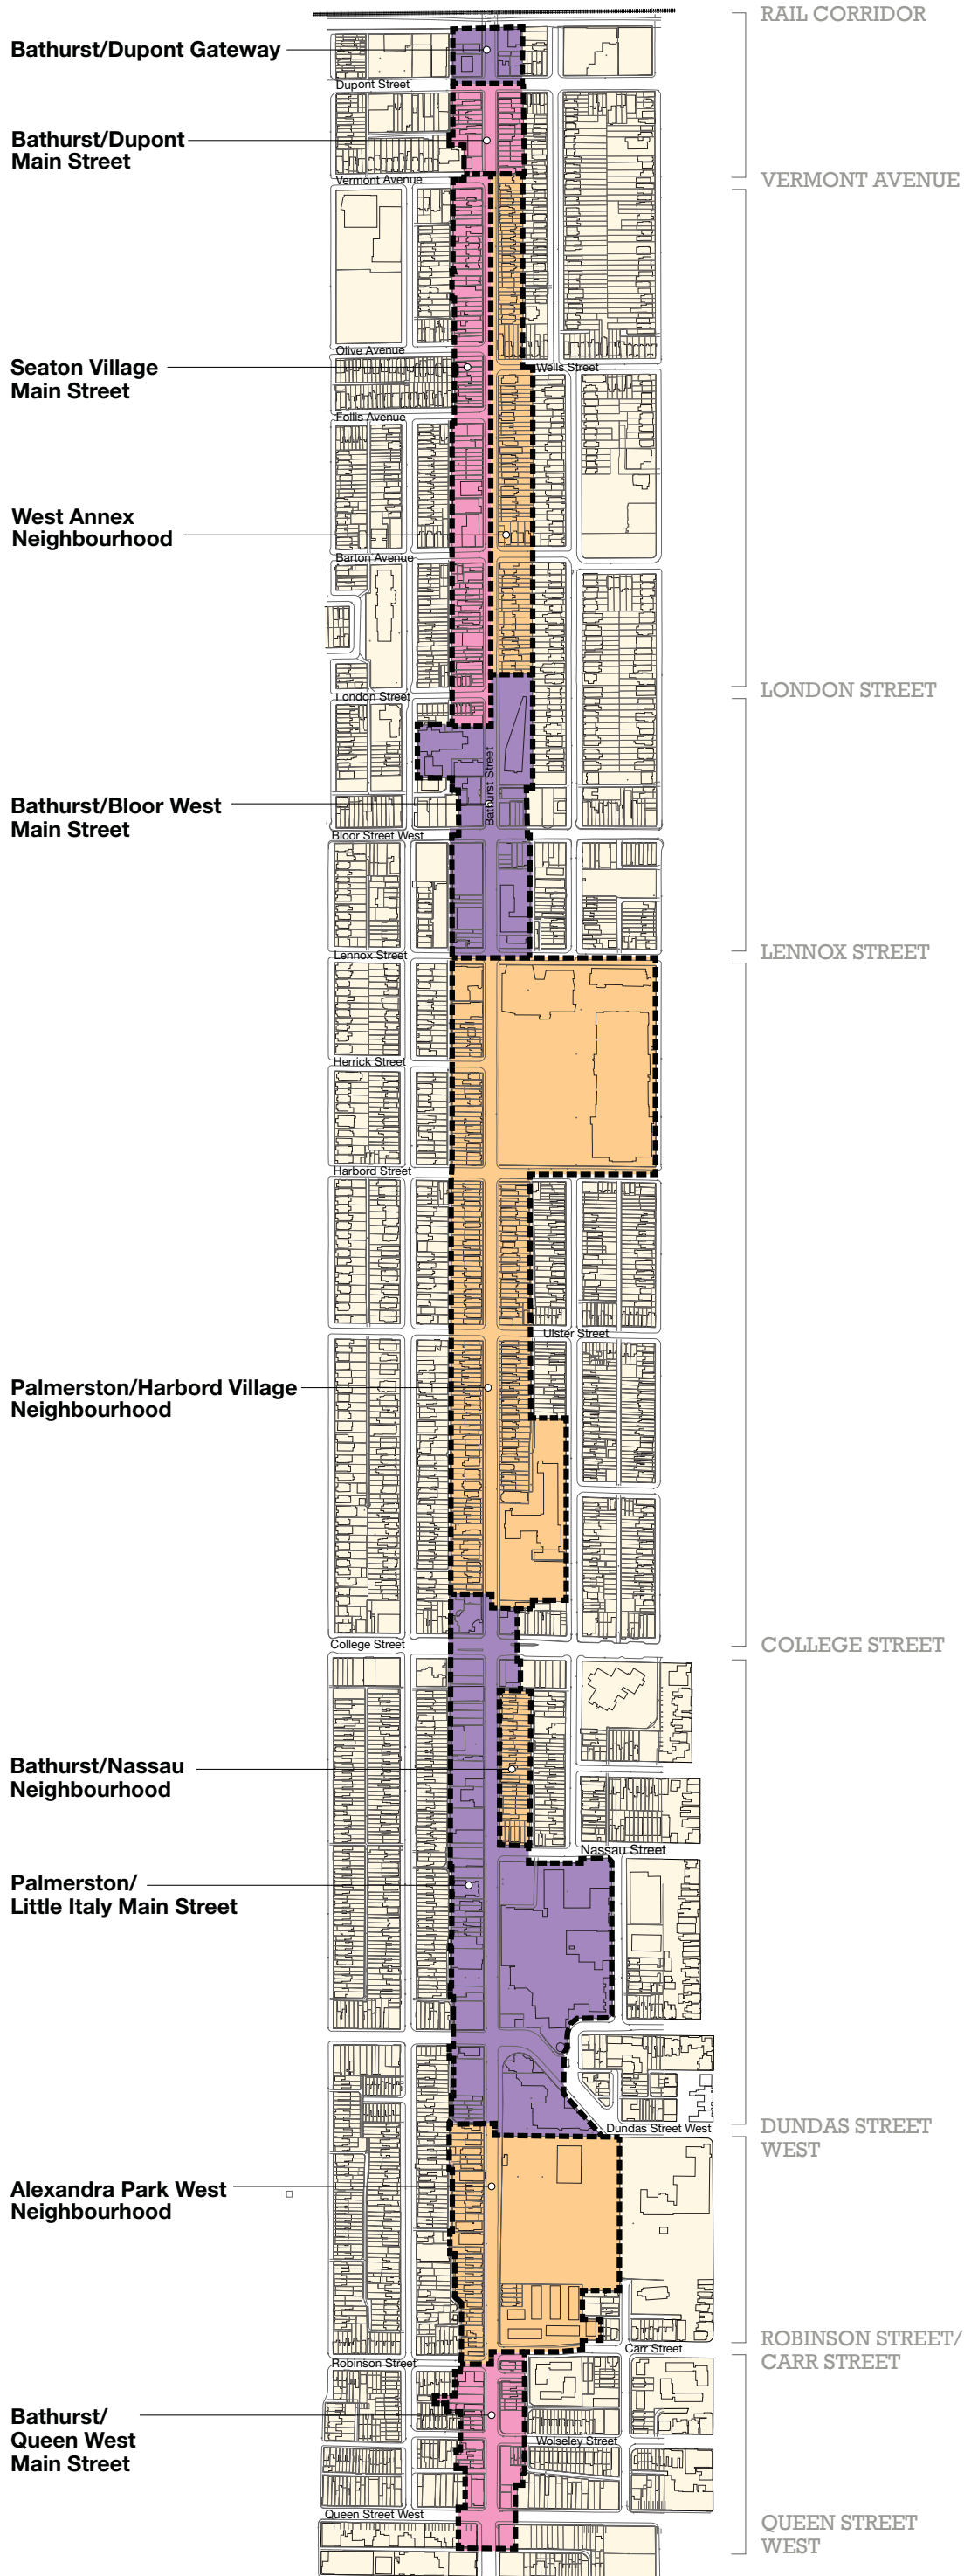 RAIL CORRIDOR
Bathurst/Dupont Gateway
Dupont Street
Bathurst/Dupont
Main Street
Vermont Avenue
VERMONT AVENUE
Olive Avenue
Seaton Village
Main Street
Wells Street
Follis Avenue
West Annex
Neighbourhood
Barton Avenue
London Street
LONDON STREET
Bathurst Street
Bathurst/Bloor West
Main Street
Bloor Street West
Lennox Street
LENNOX STREET
Herrick Street
Harbord Street
Ulster Street
Palmerston/Harbord Village
Neighbourhood
College Street
COLLEGE STREET
Bathurst/Nassau
Neighbourhood
Nassau Street
Palmerston/
Little Italy Main Street
Dundas Street West
DUNDAS STREET
WEST
Alexandra Park West
Neighbourhood
Carr Street
ROBINSON STREET/
CARR STREET
Robinson Street
Bathurst/
Queen West
Main Street
Wolseley Street
Queen Street West
QUEEN STREET
WEST